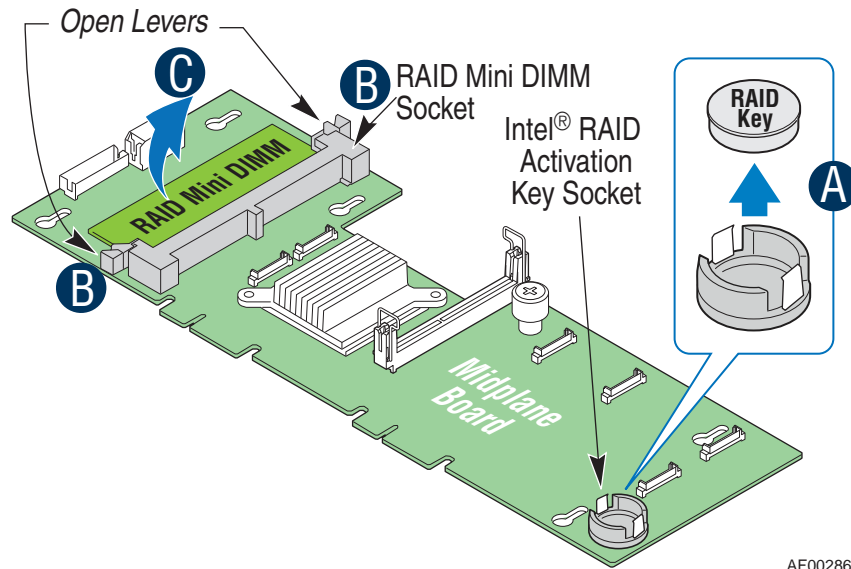 Open Levers
C
B
RAID Mini DIMM
Socket
Intel® RAID
Activation
Key Socket
RAID
Key
A
RAID Mini DIMM
B
Midplane
Board
AF00286